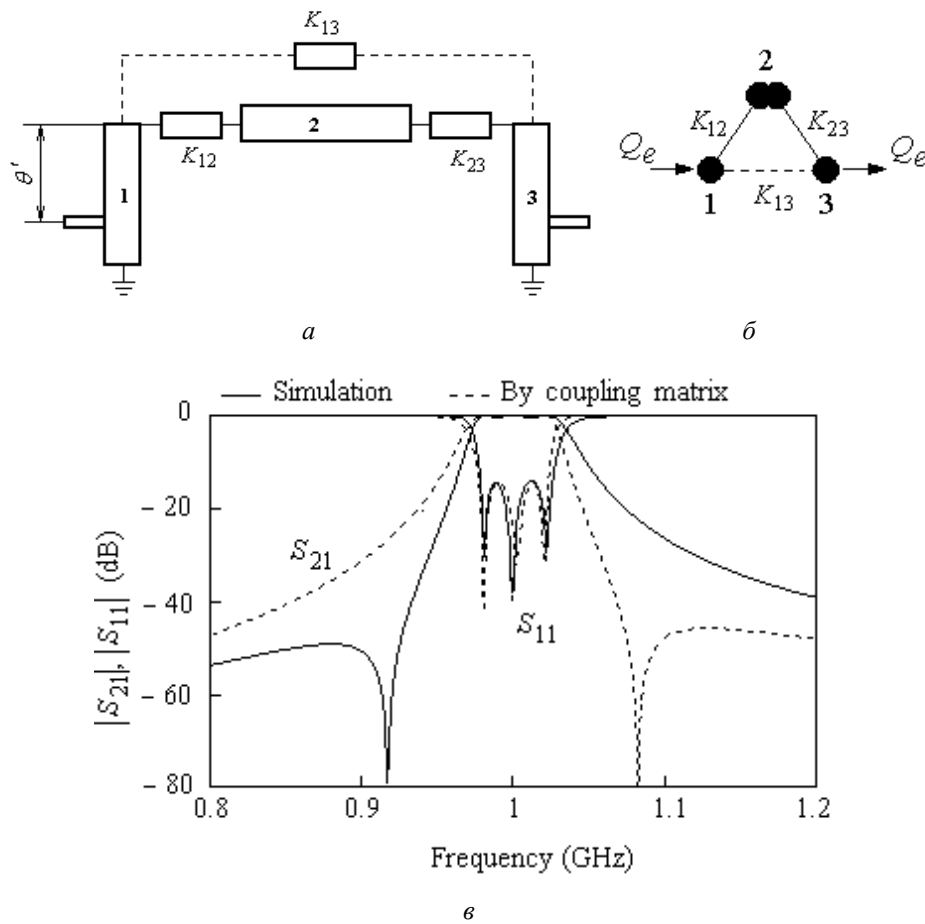 K13
K12
2
K23
θ'
1
3
а
2
K12
K23
Qe
Qe
K13
1
3
б
Simulation
By coupling matrix
|S21|, |S11| (dB)
0
– 20
– 40
– 60
– 80
S21
S11
0.8
0.9
1
1.1
1.2
Frequency (GHz)
в